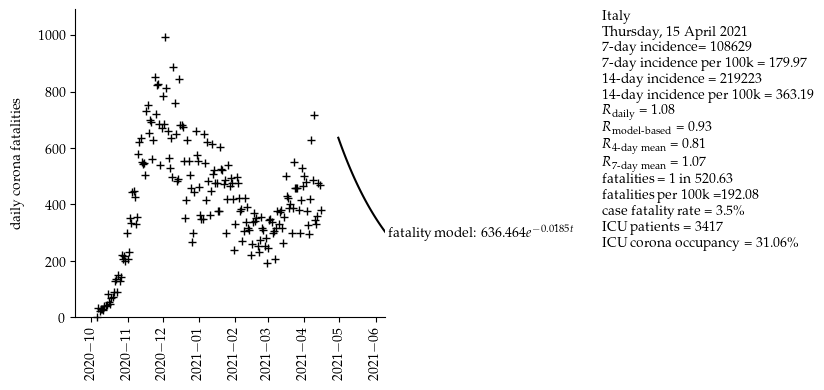 daily corona fatalities
1000
800
600
400
200
0
2020−10
2020−11
2020−12
2021−01
2021−02
2021−03
2021−04
2021−05
2021−06
fatality model: 636.464e^−0.0185t
Italy
Thursday, 15 April 2021
7-day incidence= 108629
7-day incidence per 100k = 179.97
14-day incidence = 219223
14-day incidence per 100k = 363.19
R_daily = 1.08
R_model-based = 0.93
R_4-day mean = 0.81
R_7-day mean = 1.07
fatalities = 1 in 520.63
fatalities per 100k =192.08
case fatality rate = 3.5%
ICU patients = 3417
ICU corona occupancy = 31.06%